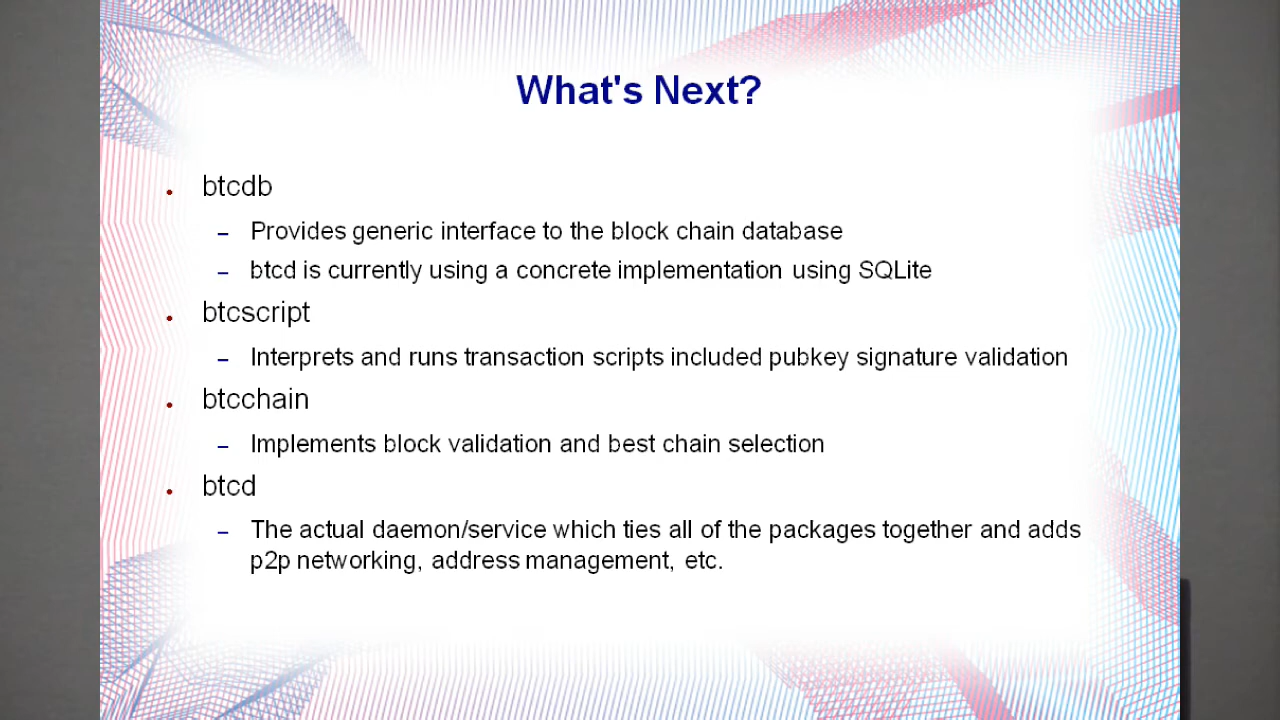 What's Next?
btcdb
– Provides generic interface to the block chain database
– btcd is currently using a concrete implementation using SQLite
btcscript
– Interprets and runs transaction scripts included pubkey signature validation
btcchain
– Implements block validation and best chain selection
btcd
– The actual daemon/service which ties all of the packages together and adds
p2p networking, address management, etc.